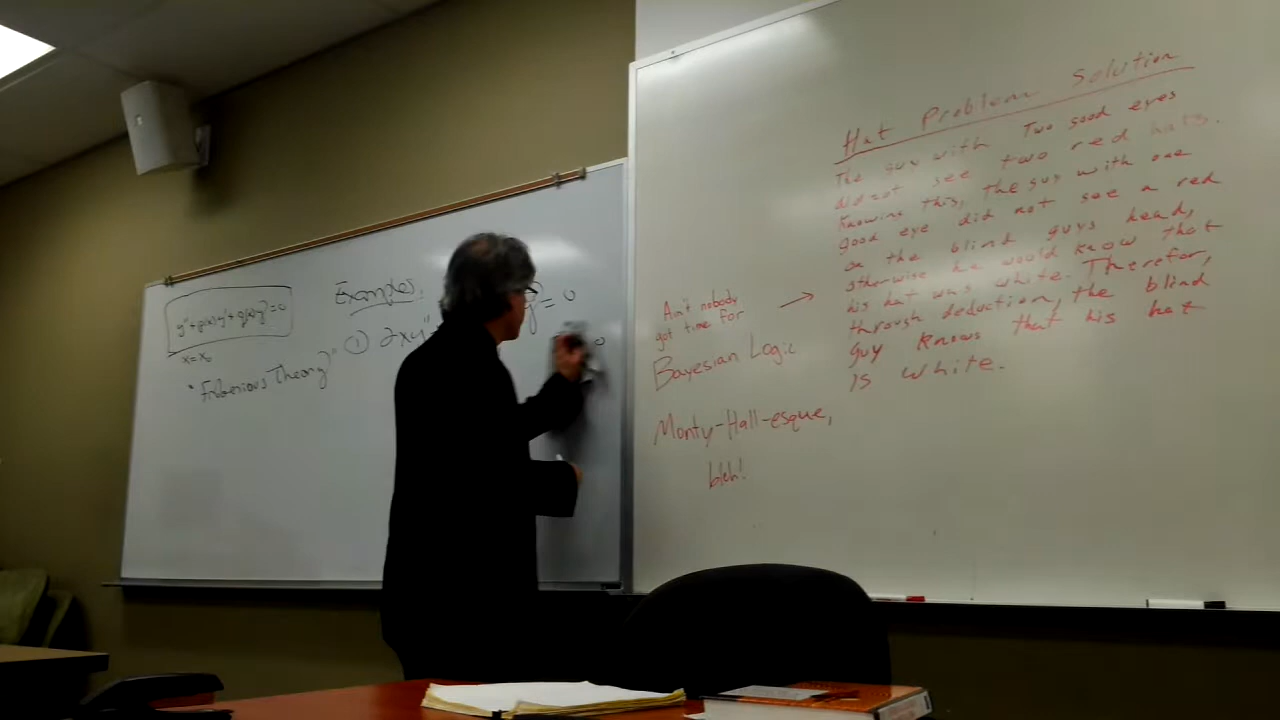 y"+p(x)y'+q(x)y=0
x=x₀
Examples:
① 2xy"
y=0
"Frobenious Theory"
Hat Problem Solution
The guy with Two good eyes
did not see two red hats.
Knowing this, the guy with one
good eye did not see a red
on the blind guys head,
otherwise he would know that
his hat was white. Therefor,
through deduction, the blind
guy knows that his hat
is white.
Ain't nobody
got time for
Bayesian Logic
Monty-Hall-esque,
bleh!